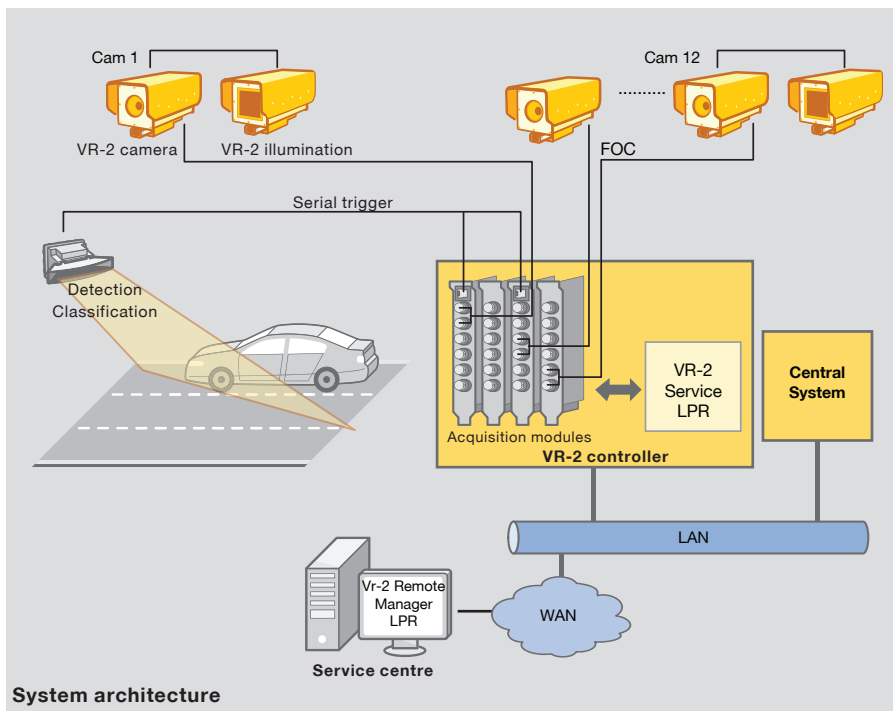 Cam 1
Cam 12
VR-2 camera
VR-2 illumination
FOC
Serial trigger
Detection
Classification
VR-2
Service
LPR
Central
System
Acquisition modules
VR-2 controller
LAN
Vr-2 Remote
Manager
LPR
WAN
Service centre
System architecture